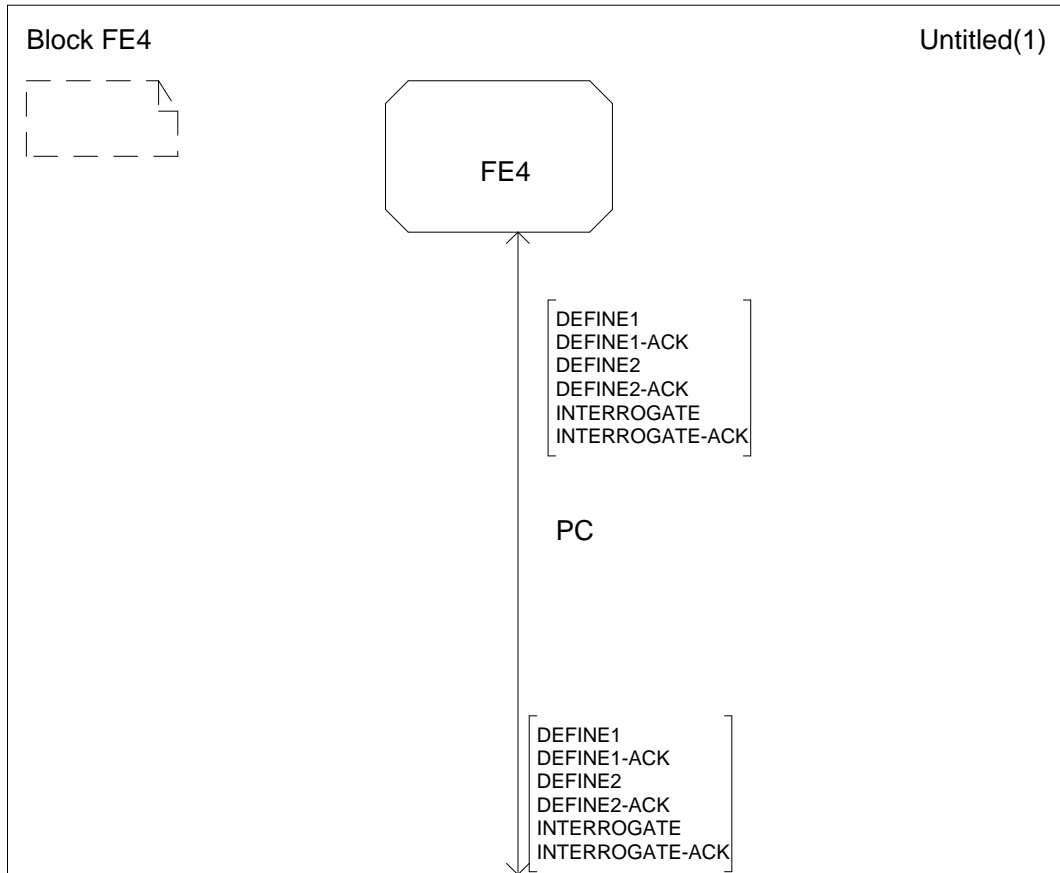 Block FE4
Untitled(1)
FE4
DEFINE1
DEFINE1-ACK
DEFINE2
DEFINE2-ACK
INTERROGATE
INTERROGATE-ACK
PC
DEFINE1
DEFINE1-ACK
DEFINE2
DEFINE2-ACK
INTERROGATE
INTERROGATE-ACK